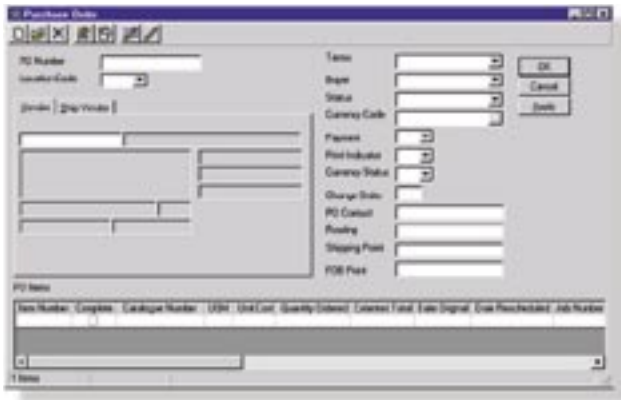 Purchase Order
PO Number
Location Code
Vendor
Ship Vendor
Terms
Buyer
Status
Currency Code
Payment
Print Indicator
Currency Status
Change Order
PO Contact
Routing
Shipping Point
FOB Point
OK
Cancel
Apply
PO Items
Item Number Complete Catalogue Number UOM Unit Cost Quantity Ordered Extented Total Date Original Date Rescheduled Job Number
1 Items